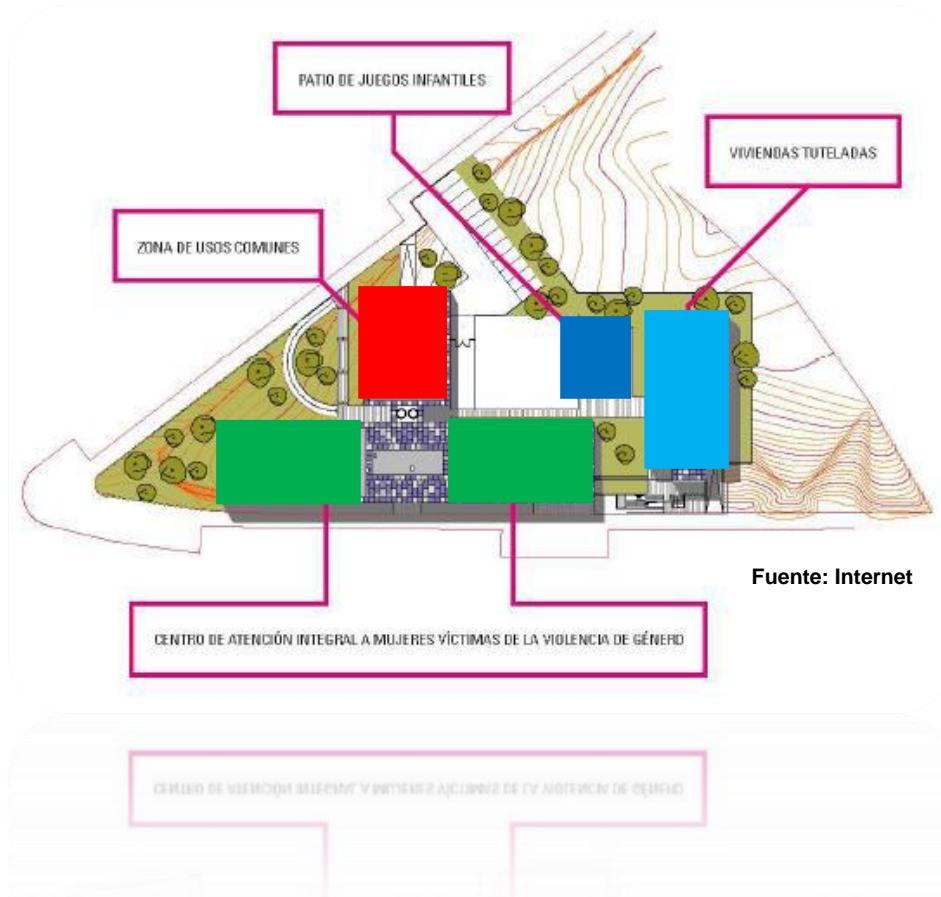 PATIO DE JUEGOS INFANTILES
VIVIENDAS TUTELADAS
ZONA DE USOS COMUNES
Fuente: Internet
CENTRO DE ATENCIÓN INTEGRAL A MUJERES VÍCTIMAS DE LA VIOLENCIA DE GÉNERO